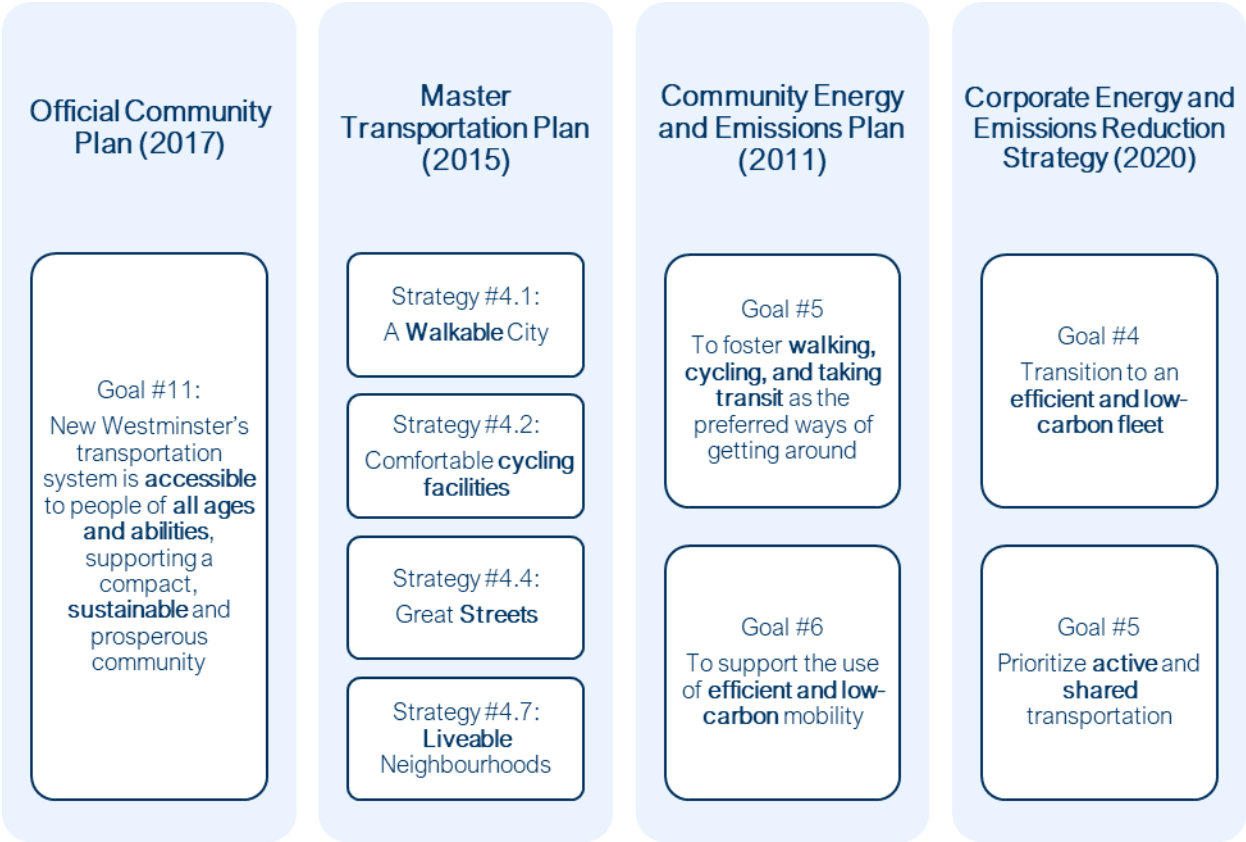 Official Community
Plan (2017)
Goal #11:
New Westminster's
transportation
system is accessible
to people of all ages
and abilities,
supporting a
compact,
sustainable and
prosperous
community
Master
Transportation Plan
(2015)
Strategy #4.1:
A Walkable City
Strategy #4.2:
Comfortable cycling
facilities
Strategy #4.4:
Great Streets
Strategy #4.7:
Liveable
Neighbourhoods
Community Energy
and Emissions Plan
(2011)
Goal #5
To foster walking,
cycling, and taking
transit as the
preferred ways of
getting around
Goal #6
To support the use
of efficient and low-
carbon mobility
Corporate Energy and
Emissions Reduction
Strategy (2020)
Goal #4
Transition to an
efficient and low-
carbon fleet
Goal #5
Prioritize active and
shared
transportation